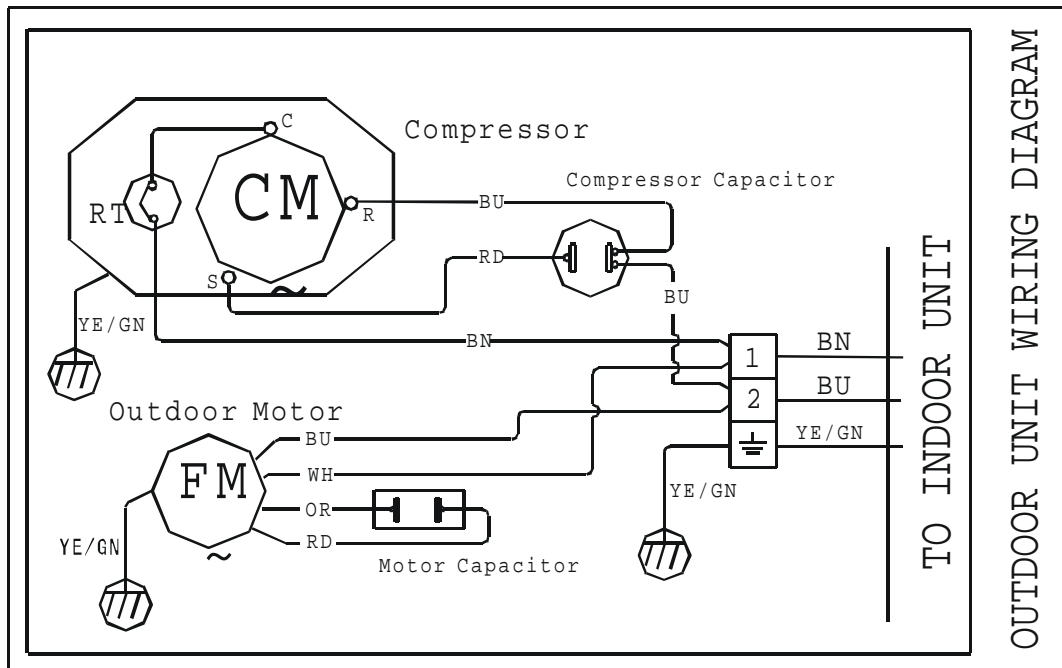 C
Compressor
Compressor Capacitor
CM
RT
R
BU
S
RD
BU
YE/GN
BN
1
BN
2
BU
YE/GN
Outdoor Motor
BU
FM
WH
OR
RD
YE/GN
YE/GN
Motor Capacitor
TO INDOOR UNIT
OUTDOOR UNIT WIRING DIAGRAM